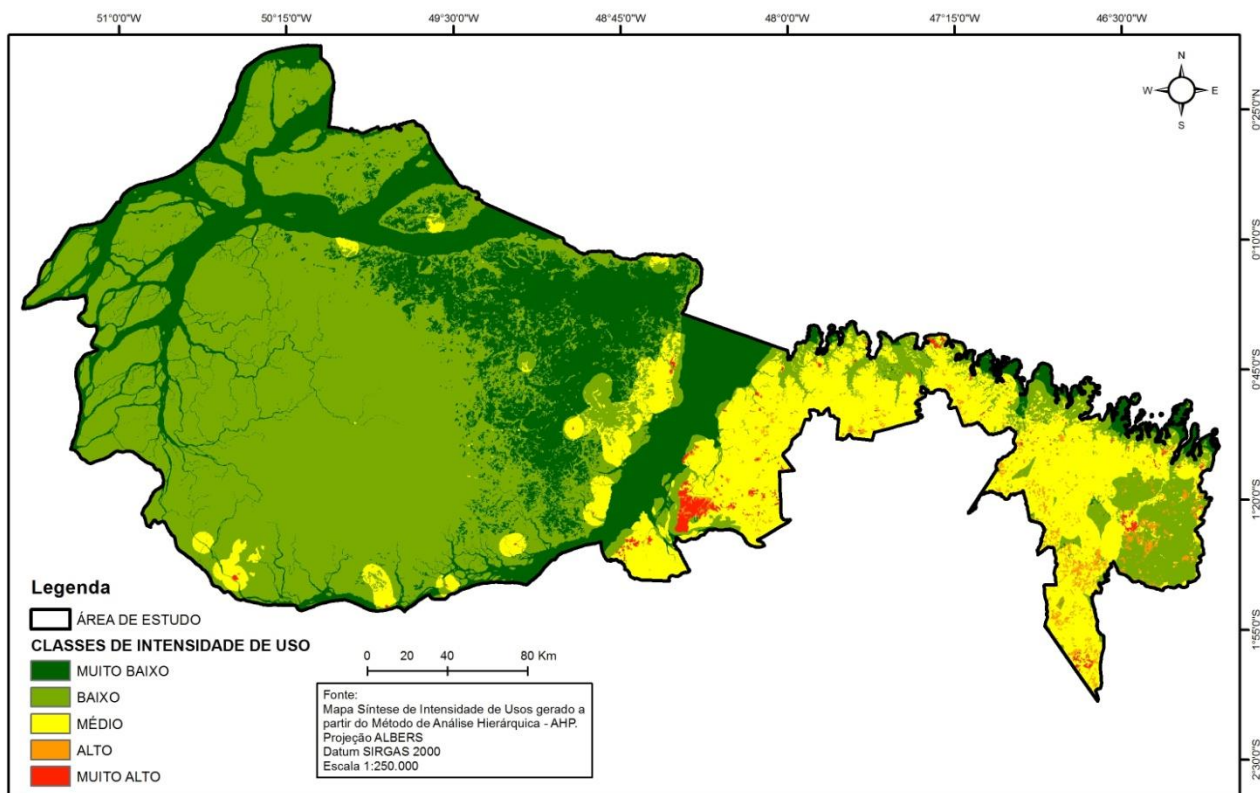 51°0'0"W
50°15'0"W
49°30'0"W
48°45'0"W
48°0'0"W
47°15'0"W
46°30'0"W
N
W
E
S
0°25'0"N
0°10'0"S
0°45'0"S
1°20'0"S
1°55'0"S
2°30'0"S
Legenda
ÁREA DE ESTUDO
CLASSES DE INTENSIDADE DE USO
MUITO BAIXO
BAIXO
MÉDIO
ALTO
MUITO ALTO
0 20 40 80 Km
Fonte:
Mapa Síntese de Intensidade de Usos gerado a
partir do Método de Análise Hierárquica - AHP.
Projeção ALBERS
Datum SIRGAS 2000
Escala 1:250.000